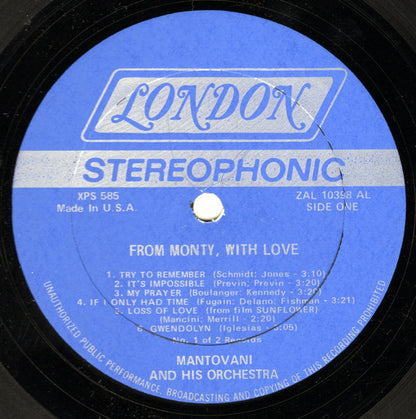 LONDON
STEREOPHONIC
XPS 585
Made In U.S.A.
ZAL 10398 AL
SIDE ONE
FROM MONTY, WITH LOVE
1. TRY TO REMEMBER (Schmidt: Jones - 3:10)
2. IT'S IMPOSSIBLE (Previn; Previn - 3:20)
3. MY PRAYER (Boulanger: Kennedy - 3:20)
4. IF I ONLY HAD TIME (Fugain: Delano: Fishman - 3:21)
5. LOSS OF LOVE (from film SUNFLOWER)
(Mancini: Merrill - 2:20)
6. GWENDOLYN (Iglesias - 3:05)
No. 1 of 2 Records
MANTOVANI
AND HIS ORCHESTRA
UNAUTHORIZED PUBLIC PERFORMANCE, BROADCASTING AND COPYING OF THIS RECORDING PROHIBITED